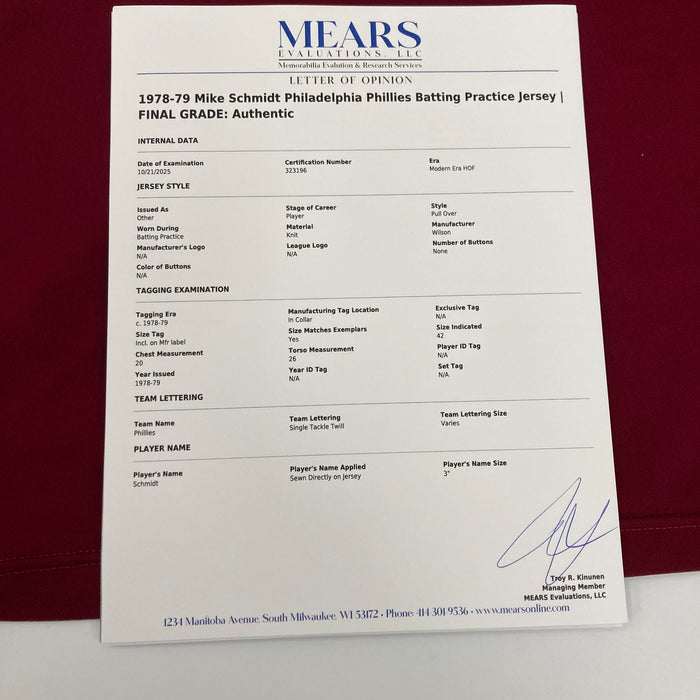 MEARS
EVALUATIONS, LLC
Memorabilia Evalution & Research Services
LETTER OF OPINION
1978-79 Mike Schmidt Philadelphia Phillies Batting Practice Jersey |
FINAL GRADE: Authentic
INTERNAL DATA
Date of Examination Certification Number Era
10/21/2025 323196 Modern Era HOF
JERSEY STYLE
Issued As Stage of Career Style
Other Player Pull Over
Worn During Material Manufacturer
Batting Practice Knit Wilson
Manufacturer's Logo League Logo Number of Buttons
N/A N/A None
Color of Buttons
N/A
TAGGING EXAMINATION
Tagging Era Manufacturing Tag Location Exclusive Tag
c. 1978-79 In Collar N/A
Size Tag Size Matches Exemplars Size Indicated
Incl. on Mfr label Yes 42
Chest Measurement Torso Measurement Player ID Tag
20 26 N/A
Year Issued Year ID Tag Set Tag
1978-79 N/A N/A
TEAM LETTERING
Team Name Team Lettering Team Lettering Size
Phillies Single Tackle Twill Varies
PLAYER NAME
Player's Name Player's Name Applied Player's Name Size
Schmidt Sewn Directly on Jersey 3"
Troy R. Kinunen
Managing Member
MEARS Evaluations, LLC
1234 Manitoba Avenue, South Milwaukee, WI 53172 • Phone: 414-301-9536 • www.mearsonline.com